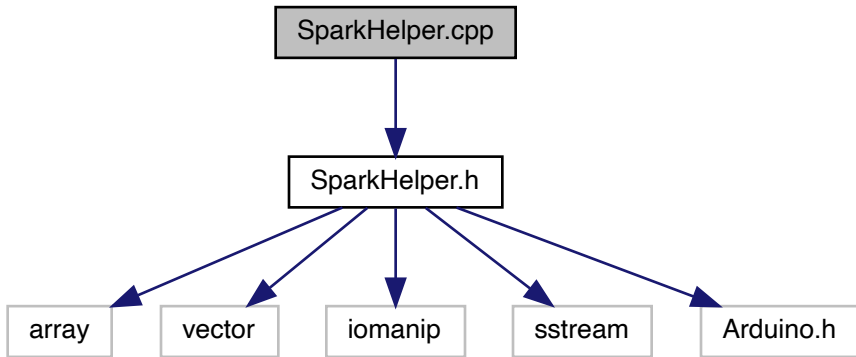 SparkHelper.cpp
SparkHelper.h
array
vector
iomanip
sstream
Arduino.h